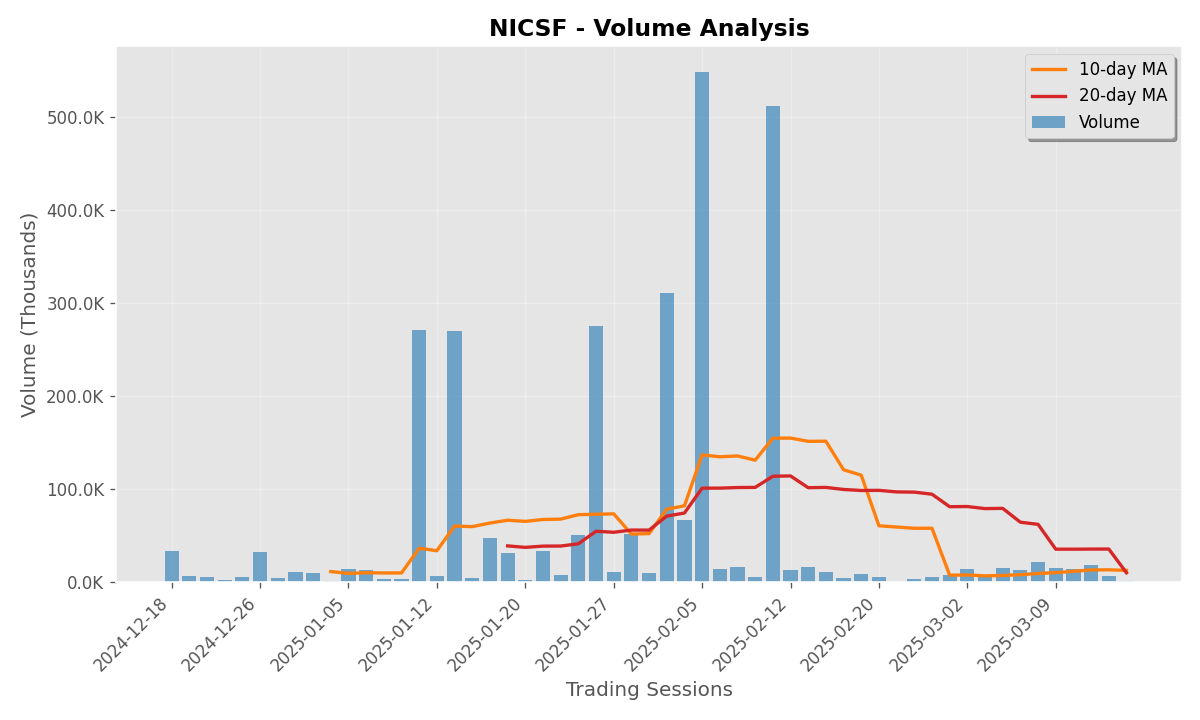 NICSF - Volume Analysis
10-day MA
20-day MA
Volume
500.0K
400.0K
300.0K
200.0K
100.0K
0.0K
Volume (Thousands)
2024-12-18
2024-12-26
2025-01-05
2025-01-12
2025-01-20
2025-01-27
2025-02-05
2025-02-12
2025-02-20
2025-03-02
2025-03-09
Trading Sessions